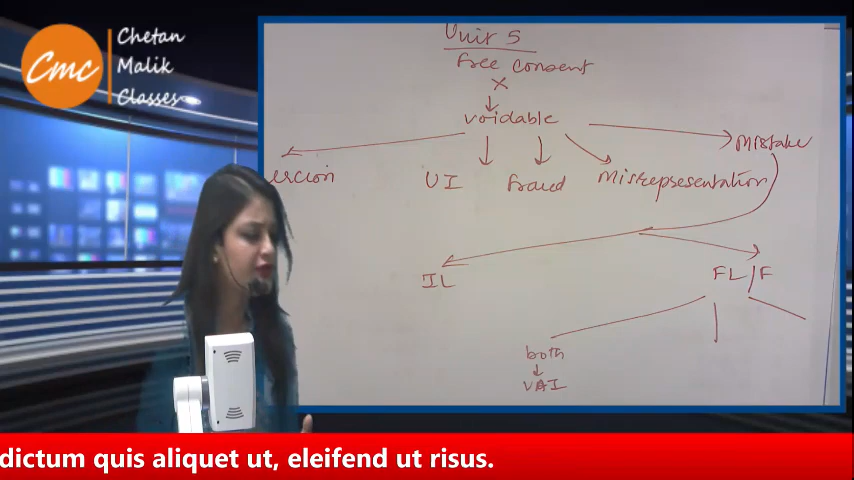 Chetan
Malik
Classes
cmc
Unit 5
Free consent
X
voidable
Mistake
ercion
UI
fraud
Misrepresentation
IL
FL/F
both
VAI
dictum quis aliquet ut, eleifend ut risus.